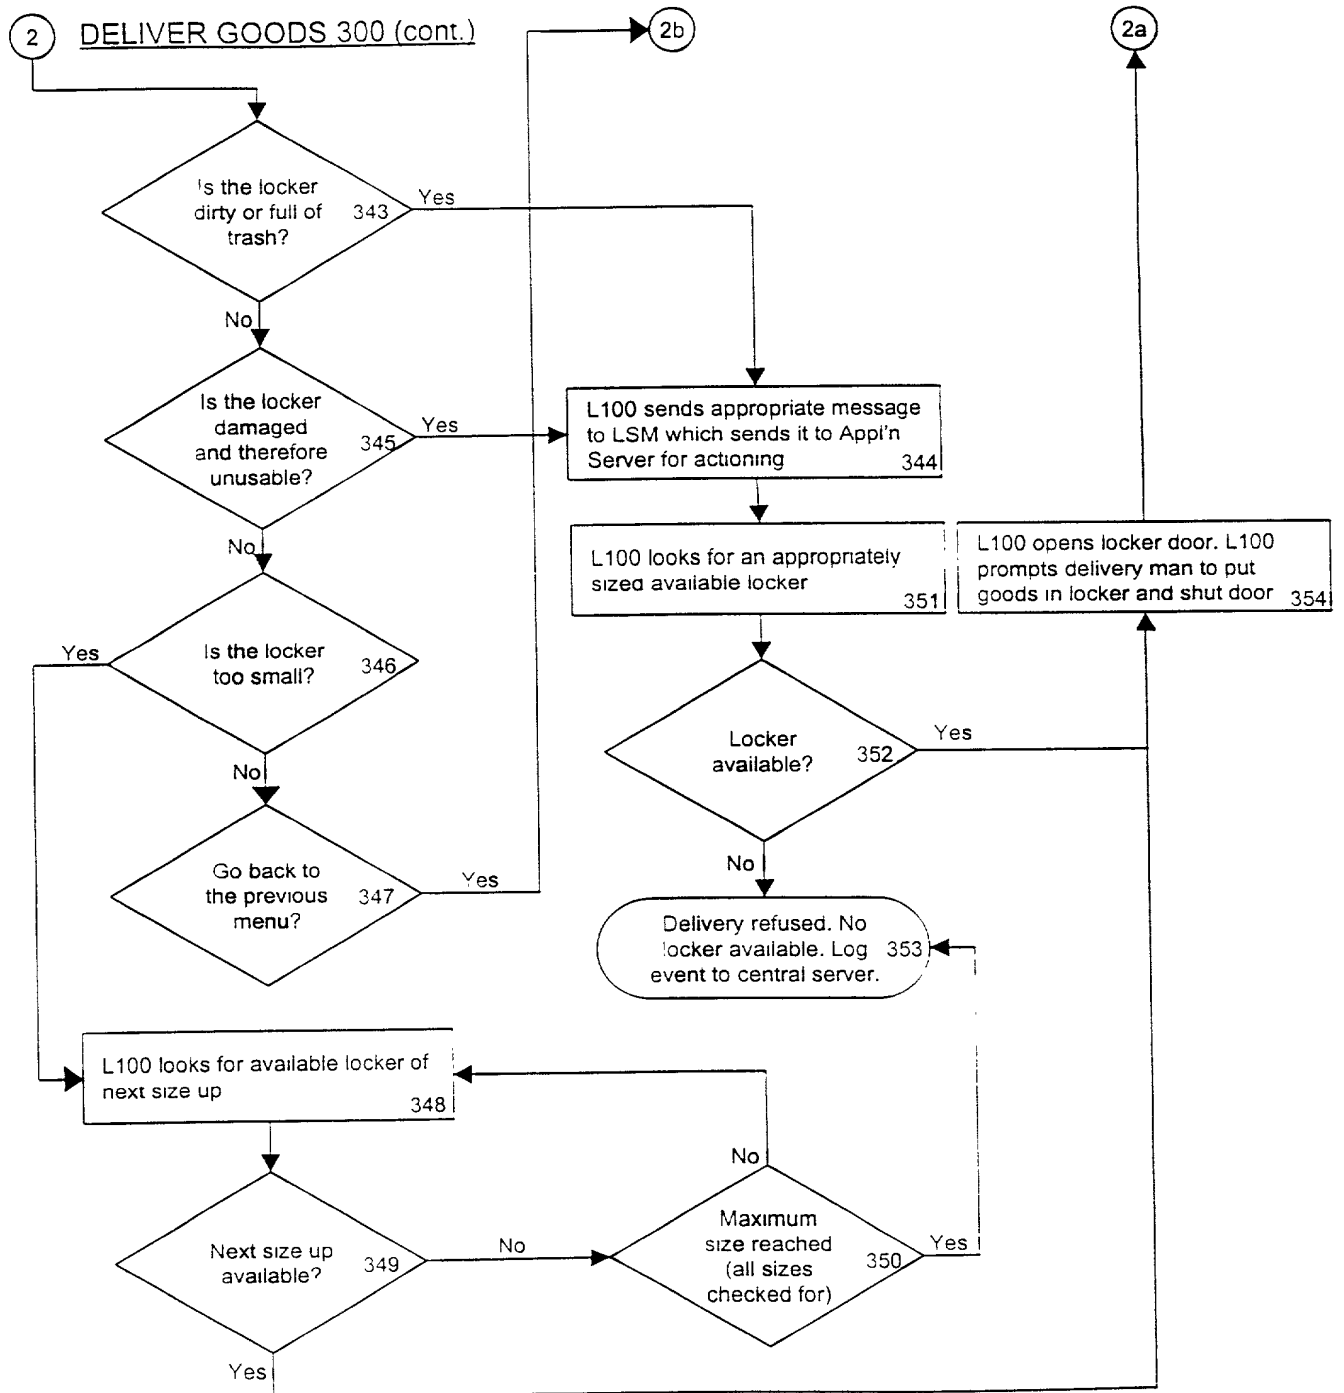 2 DELIVER GOODS 300 (cont.)
2b
2a
Is the locker
dirty or full of
trash?
343
Yes
No
Is the locker
damaged
and therefore
unusable?
345
Yes
No
L100 sends appropriate message
to LSM which sends it to Appl'n
Server for actioning
344
L100 looks for an appropriately
sized available locker
351
L100 opens locker door. L100
prompts delivery man to put
goods in locker and shut door
354
Is the locker
too small?
346
Yes
No
Locker
available?
352
Yes
No
Go back to
the previous
menu?
347
Yes
Delivery refused. No
locker available. Log
event to central server.
353
L100 looks for available locker of
next size up
348
Next size up
available?
349
No
Yes
Maximum
size reached
(all sizes
checked for)
350
No
Yes